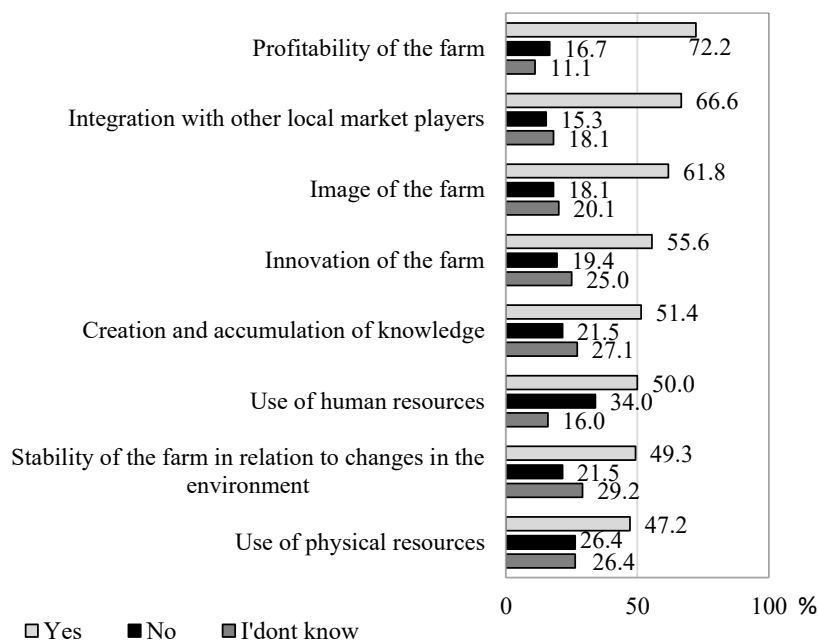 Profitability of the farm
72.2
16.7
11.1
Integration with other local market players
66.6
15.3
18.1
Image of the farm
61.8
18.1
20.1
Innovation of the farm
55.6
19.4
25.0
Creation and accumulation of knowledge
51.4
21.5
27.1
Use of human resources
50.0
34.0
16.0
Stability of the farm in relation to changes in the
environment
49.3
21.5
29.2
Use of physical resources
47.2
26.4
26.4
0 50 100 %
Yes No I'dont know